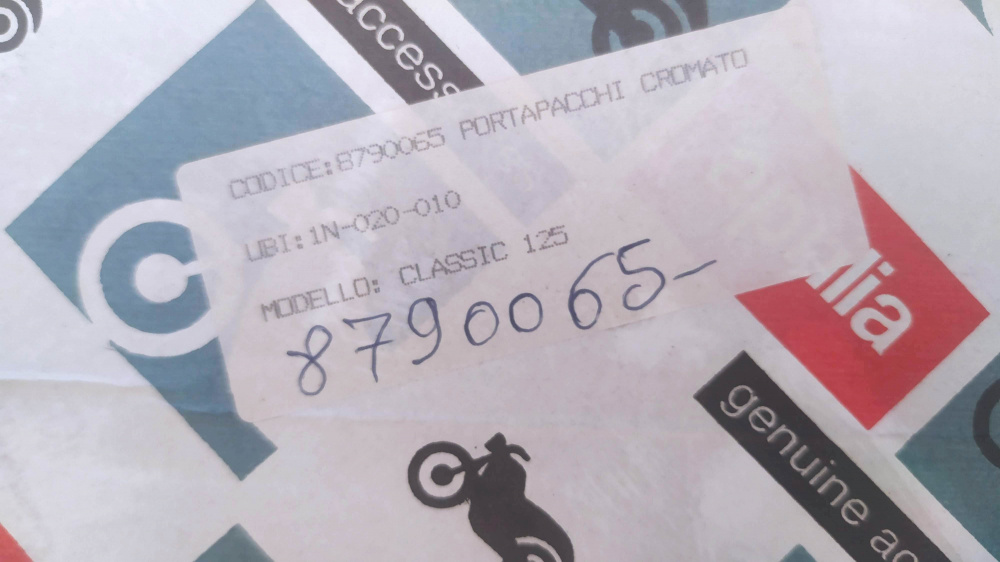 access
CODICE:8790065 PORTAPACCHI CROMATO
UBI:1N-020-010
MODELLO: CLASSIC 125
8790065-
lia
genuine ac